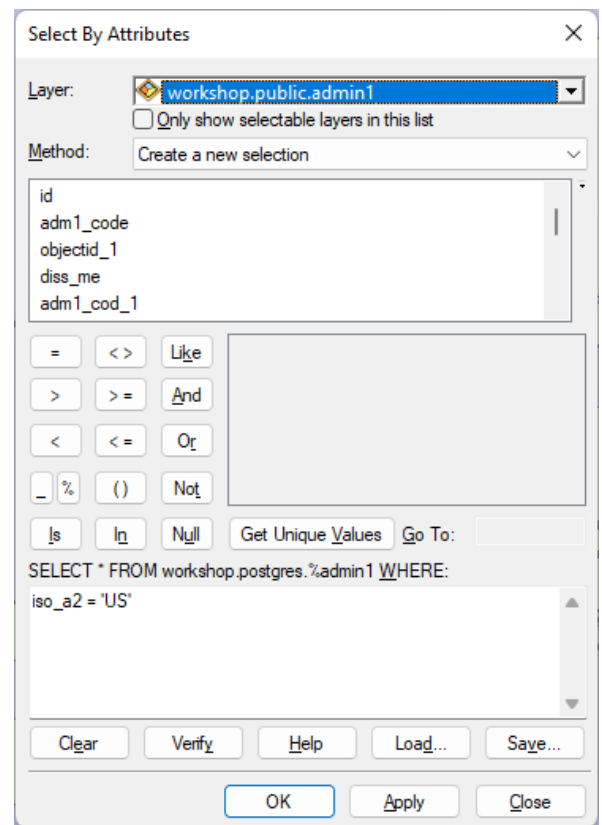 Select By Attributes
Layer: workshop.public.admin1
Only show selectable layers in this list
Method: Create a new selection
id
adm1_code
objectid_1
diss_me
adm1_cod_1
= <> Like
> >= And
< <= Or
_ % () Not
Is In Null Get Unique Values Go To:
SELECT * FROM workshop.postgres.%admin1 WHERE:
iso_a2 = 'US'
Clear Verify Help Load... Save...
OK Apply Close